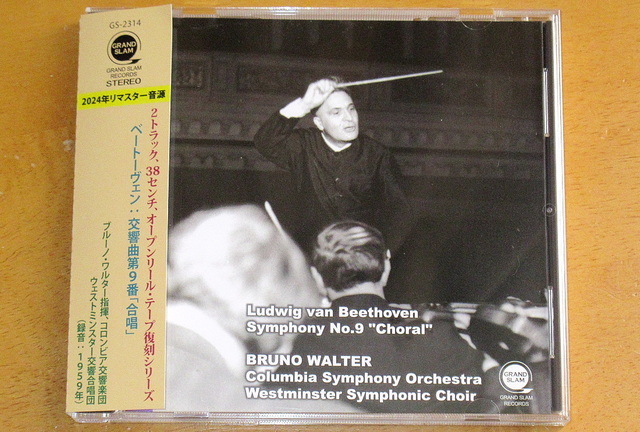 GS-2314
GRAND SLAM
GRAND SLAM
RECORDS
STEREO
2024年リマスター音源
2トラック、38センチ、オープンリール・テープ復刻シリーズ
ベートーヴェン:交響曲第9番「合唱」
ブルーノ・ワルター指揮、コロンビア交響楽団
ウェストミンスター交響合唱団
(録音:1959年)
Ludwig van Beethoven
Symphony No.9 "Choral"
BRUNO WALTER
Columbia Symphony Orchestra
Westminster Symphonic Choir
GRAND
SLAM
GRAND SLAM
RECORDS